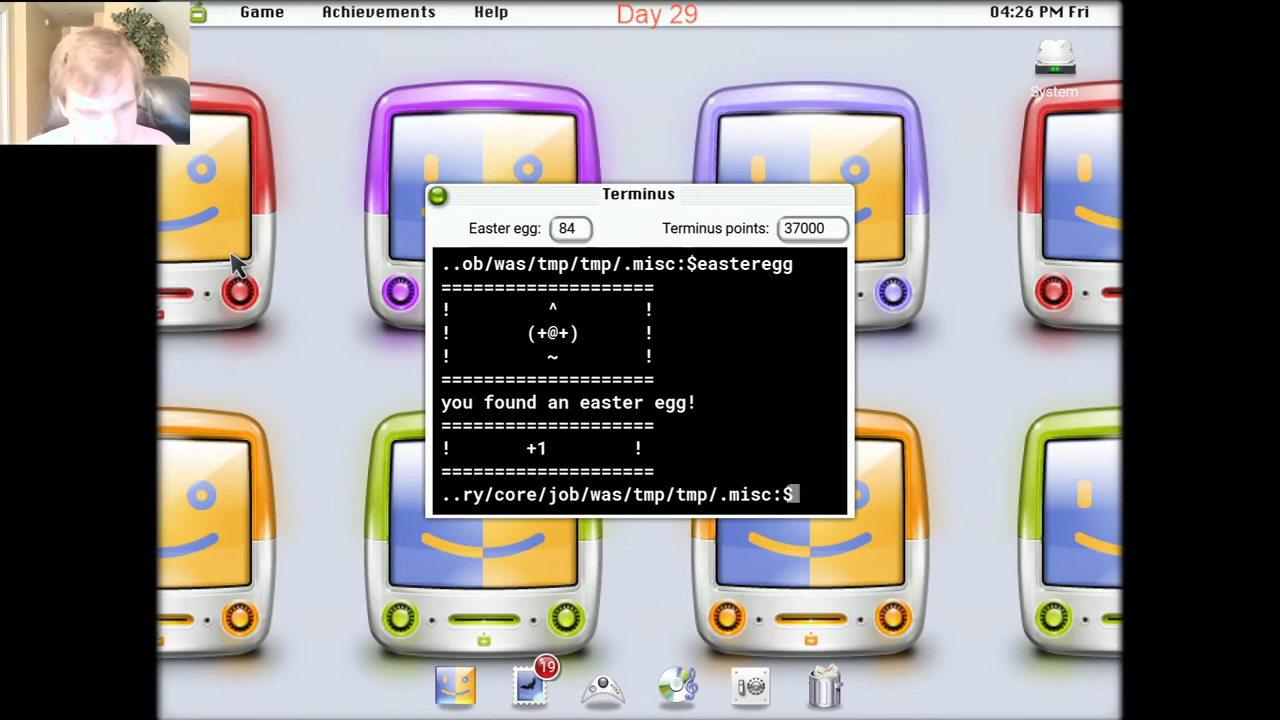 Game Achievements Help Day 29 04:26 PM Fri
System
Terminus
Easter egg: 84 Terminus points: 37000
..ob/was/tmp/tmp/.misc:$easteregg
====================
! ^ !
! (+@+) !
! ~ !
====================
you found an easter egg!
====================
! +1 !
====================
..ry/core/job/was/tmp/tmp/.misc:$
19